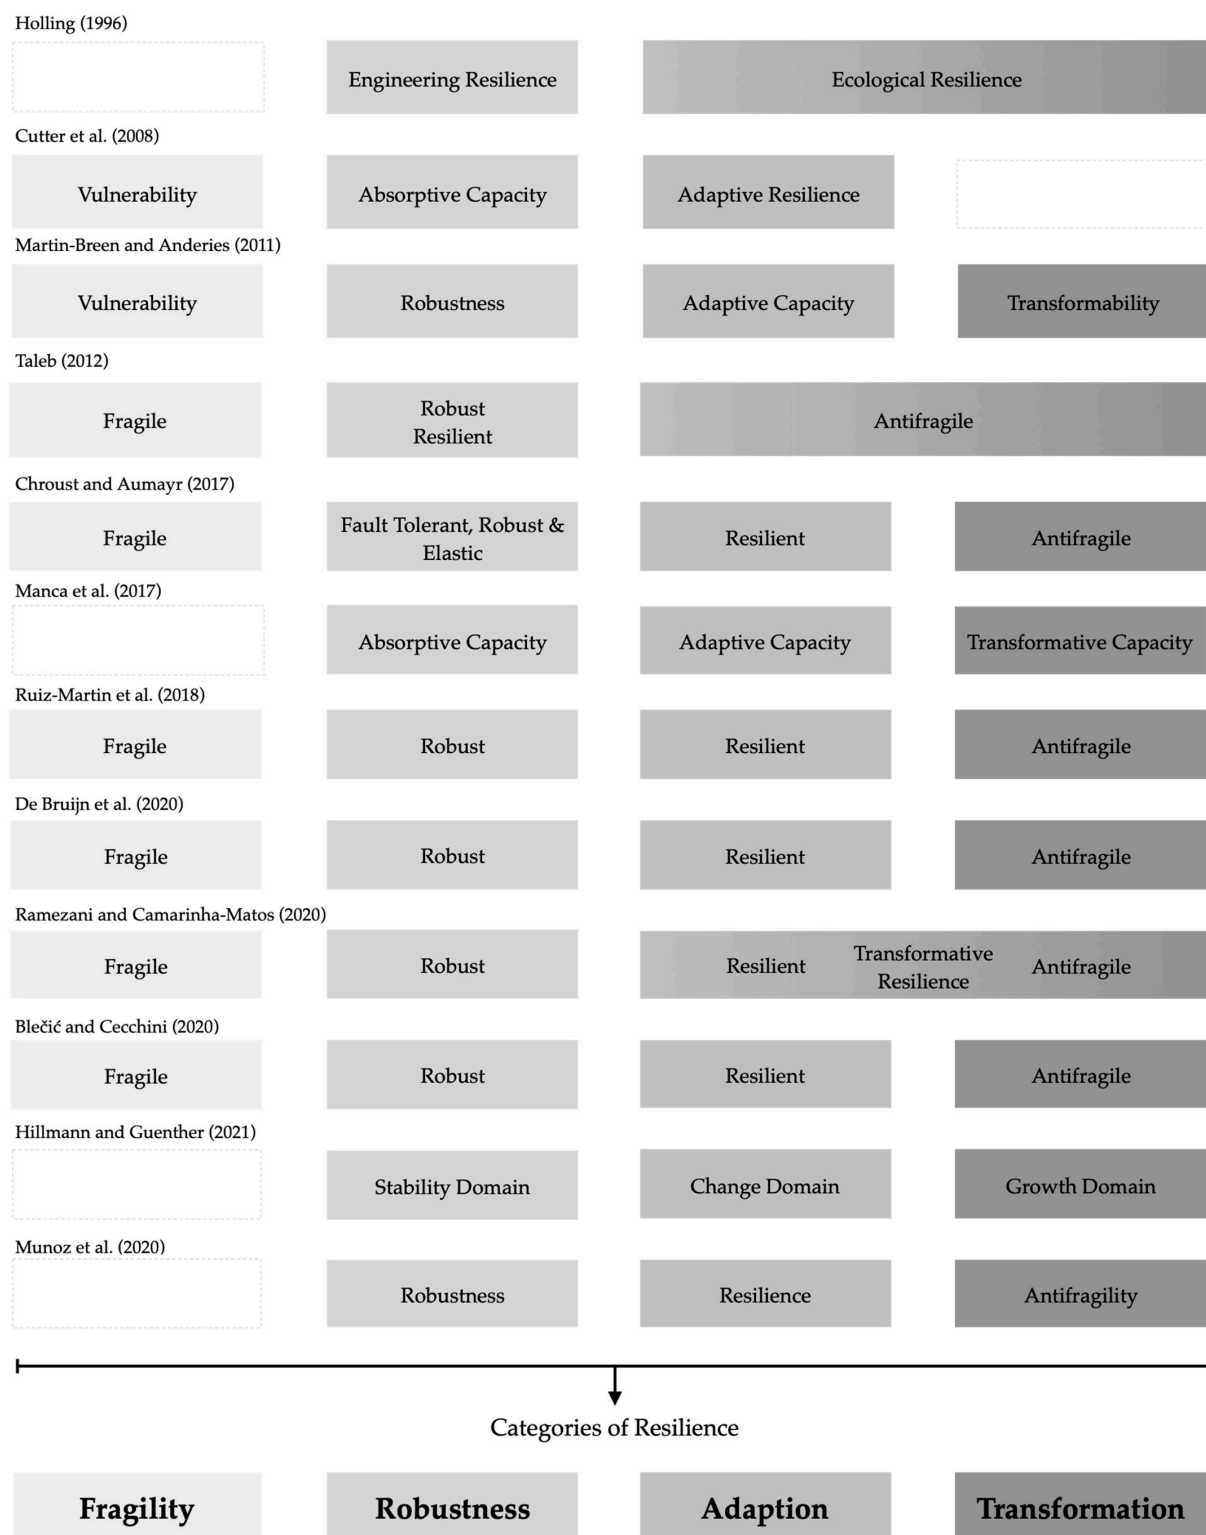 Holling (1996)
Engineering Resilience
Ecological Resilience
Cutter et al. (2008)
Vulnerability
Absorptive Capacity
Adaptive Resilience
Martin-Breen and Anderies (2011)
Vulnerability
Robustness
Adaptive Capacity
Transformability
Taleb (2012)
Fragile
Robust
Resilient
Antifragile
Chroust and Aumayr (2017)
Fragile
Fault Tolerant, Robust &
Elastic
Resilient
Antifragile
Manca et al. (2017)
Absorptive Capacity
Adaptive Capacity
Transformative Capacity
Ruiz-Martin et al. (2018)
Fragile
Robust
Resilient
Antifragile
De Bruijn et al. (2020)
Fragile
Robust
Resilient
Antifragile
Ramezani and Camarinha-Matos (2020)
Fragile
Robust
Resilient
Transformative
Resilience
Antifragile
Blečić and Cecchini (2020)
Fragile
Robust
Resilient
Antifragile
Hillmann and Guenther (2021)
Stability Domain
Change Domain
Growth Domain
Munoz et al. (2020)
Robustness
Resilience
Antifragility
Categories of Resilience
Fragility
Robustness
Adaption
Transformation